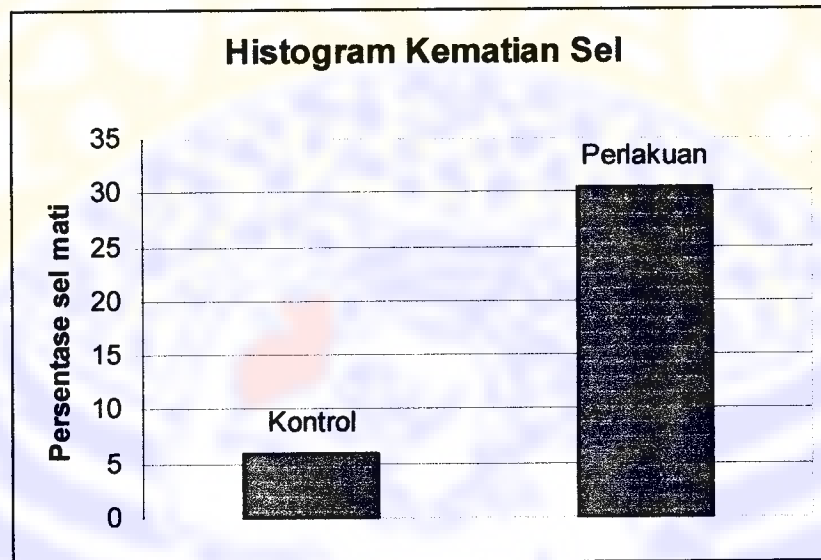 Histogram Kematian Sel
Persentase sel mati
35
30
25
20
15
10
5
0
Kontrol
Perlakuan